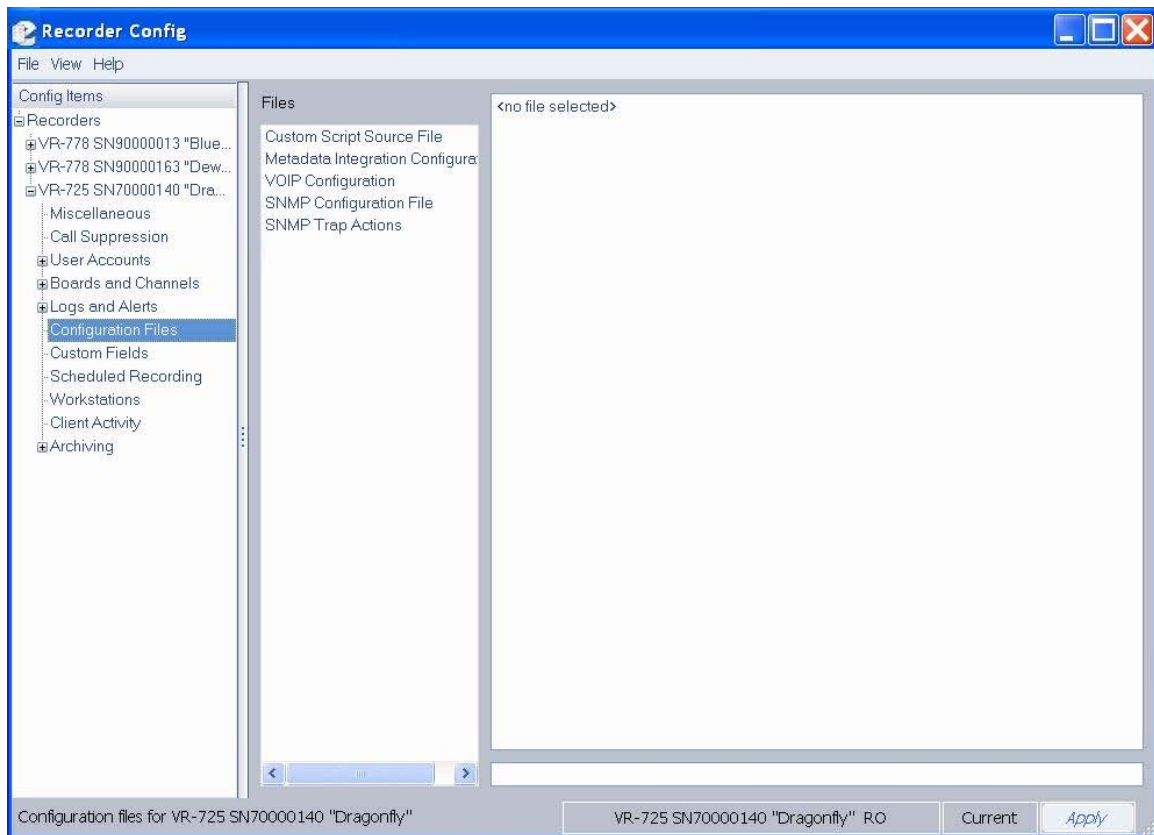 Recorder Config
File View Help
Config Items
Recorders
VR-778 SN90000013 "Blue...
VR-778 SN90000163 "Dew...
VR-725 SN70000140 "Dra...
Miscellaneous
Call Suppression
User Accounts
Boards and Channels
Logs and Alerts
Configuration Files
Custom Fields
Scheduled Recording
Workstations
Client Activity
Archiving
Files
Custom Script Source File
Metadata Integration Configura
VOIP Configuration
SNMP Configuration File
SNMP Trap Actions
<no file selected>
Configuration files for VR-725 SN70000140 "Dragonfly"
VR-725 SN70000140 "Dragonfly" RO
Current
Apply